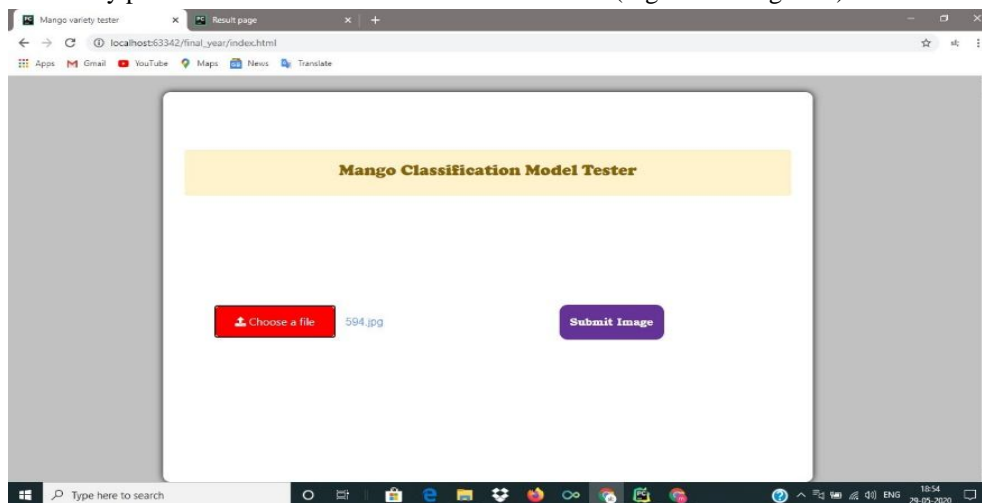 Mango variety tester
Result page
localhost:63342/final_year/index.html
Apps Gmail YouTube Maps News Translate
Mango Classification Model Tester
Choose a file 594.jpg Submit Image
Type here to search
ENG
18:54
29-05-2020